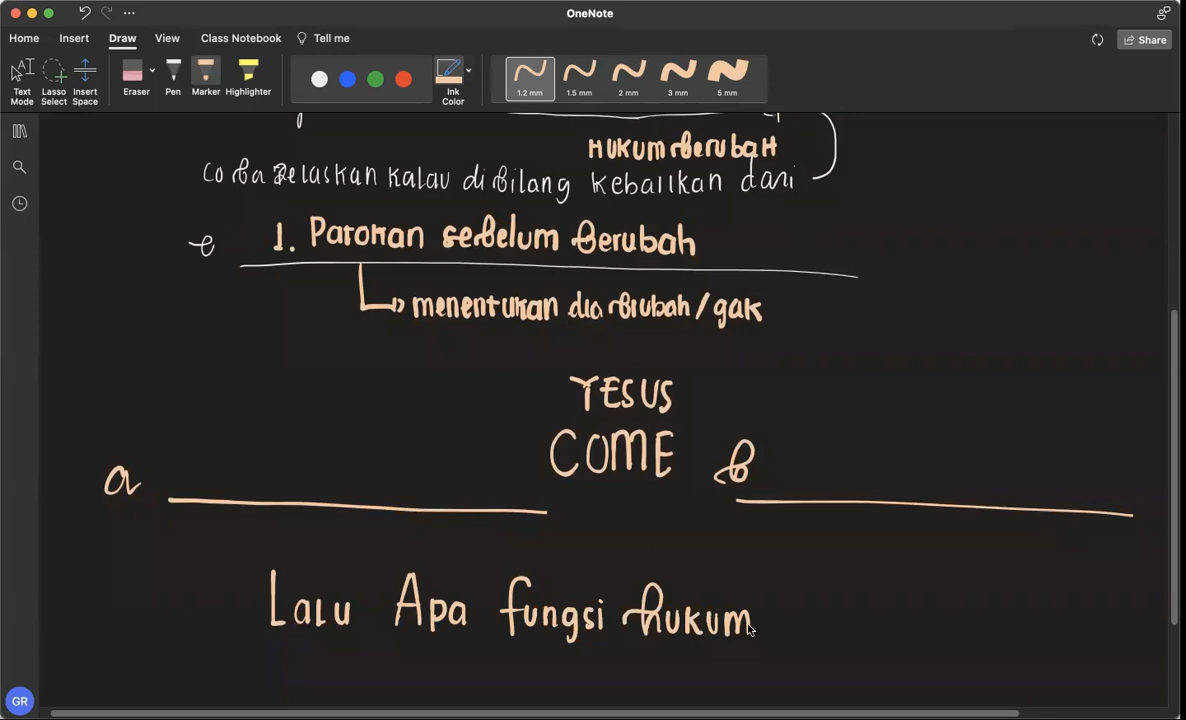 OneNote
Home Insert Draw View Class Notebook Tell me
Share
Text Mode
Lasso Select
Insert Space
Eraser
Pen
Marker
Highlighter
Ink Color
1.2 mm
1.5 mm
2 mm
3 mm
5 mm
HUKUM BerubaH
Coba jelaskan kalau dibilang kebalikan dari
1. Patokan sebelum Berubah
menentukan dia brubah / gak
YESUS
COME
a
b
Lalu Apa fungsi hukum
GR